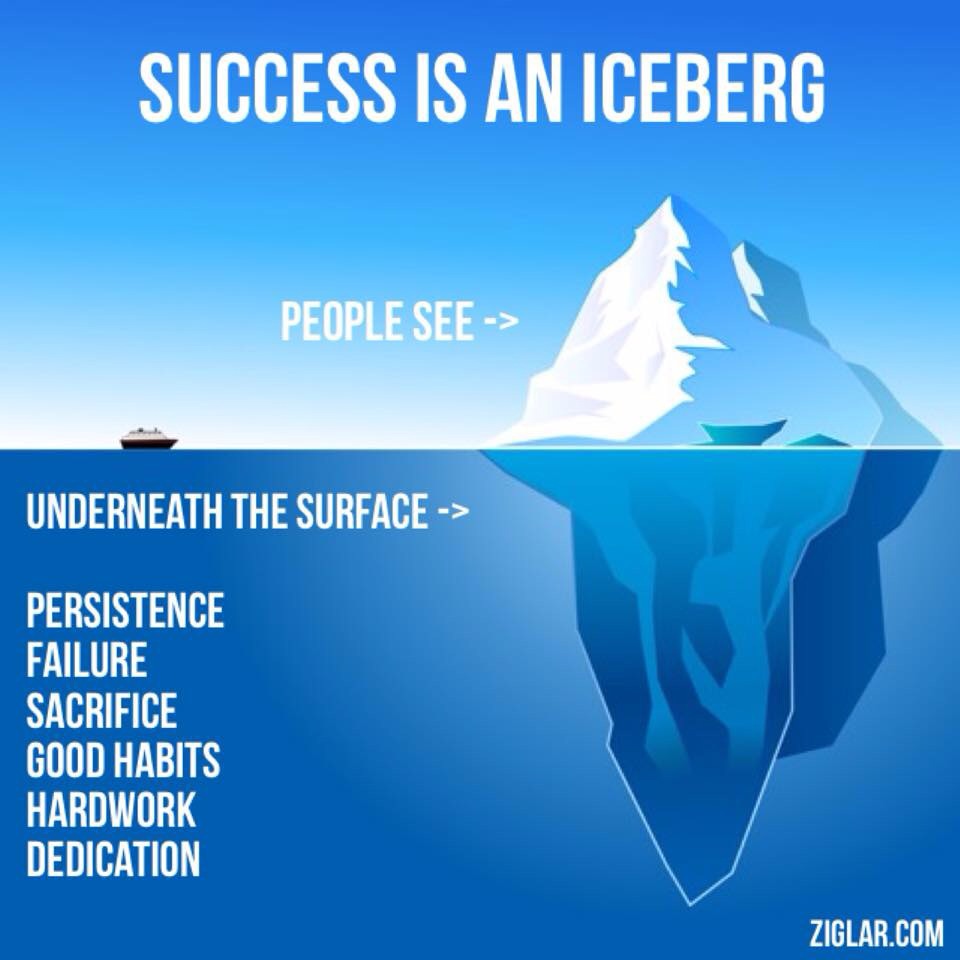 SUCCESS IS AN ICEBERG
PEOPLE SEE ->
UNDERNEATH THE SURFACE ->
PERSISTENCE
FAILURE
SACRIFICE
GOOD HABITS
HARDWORK
DEDICATION
ZIGLAR.COM